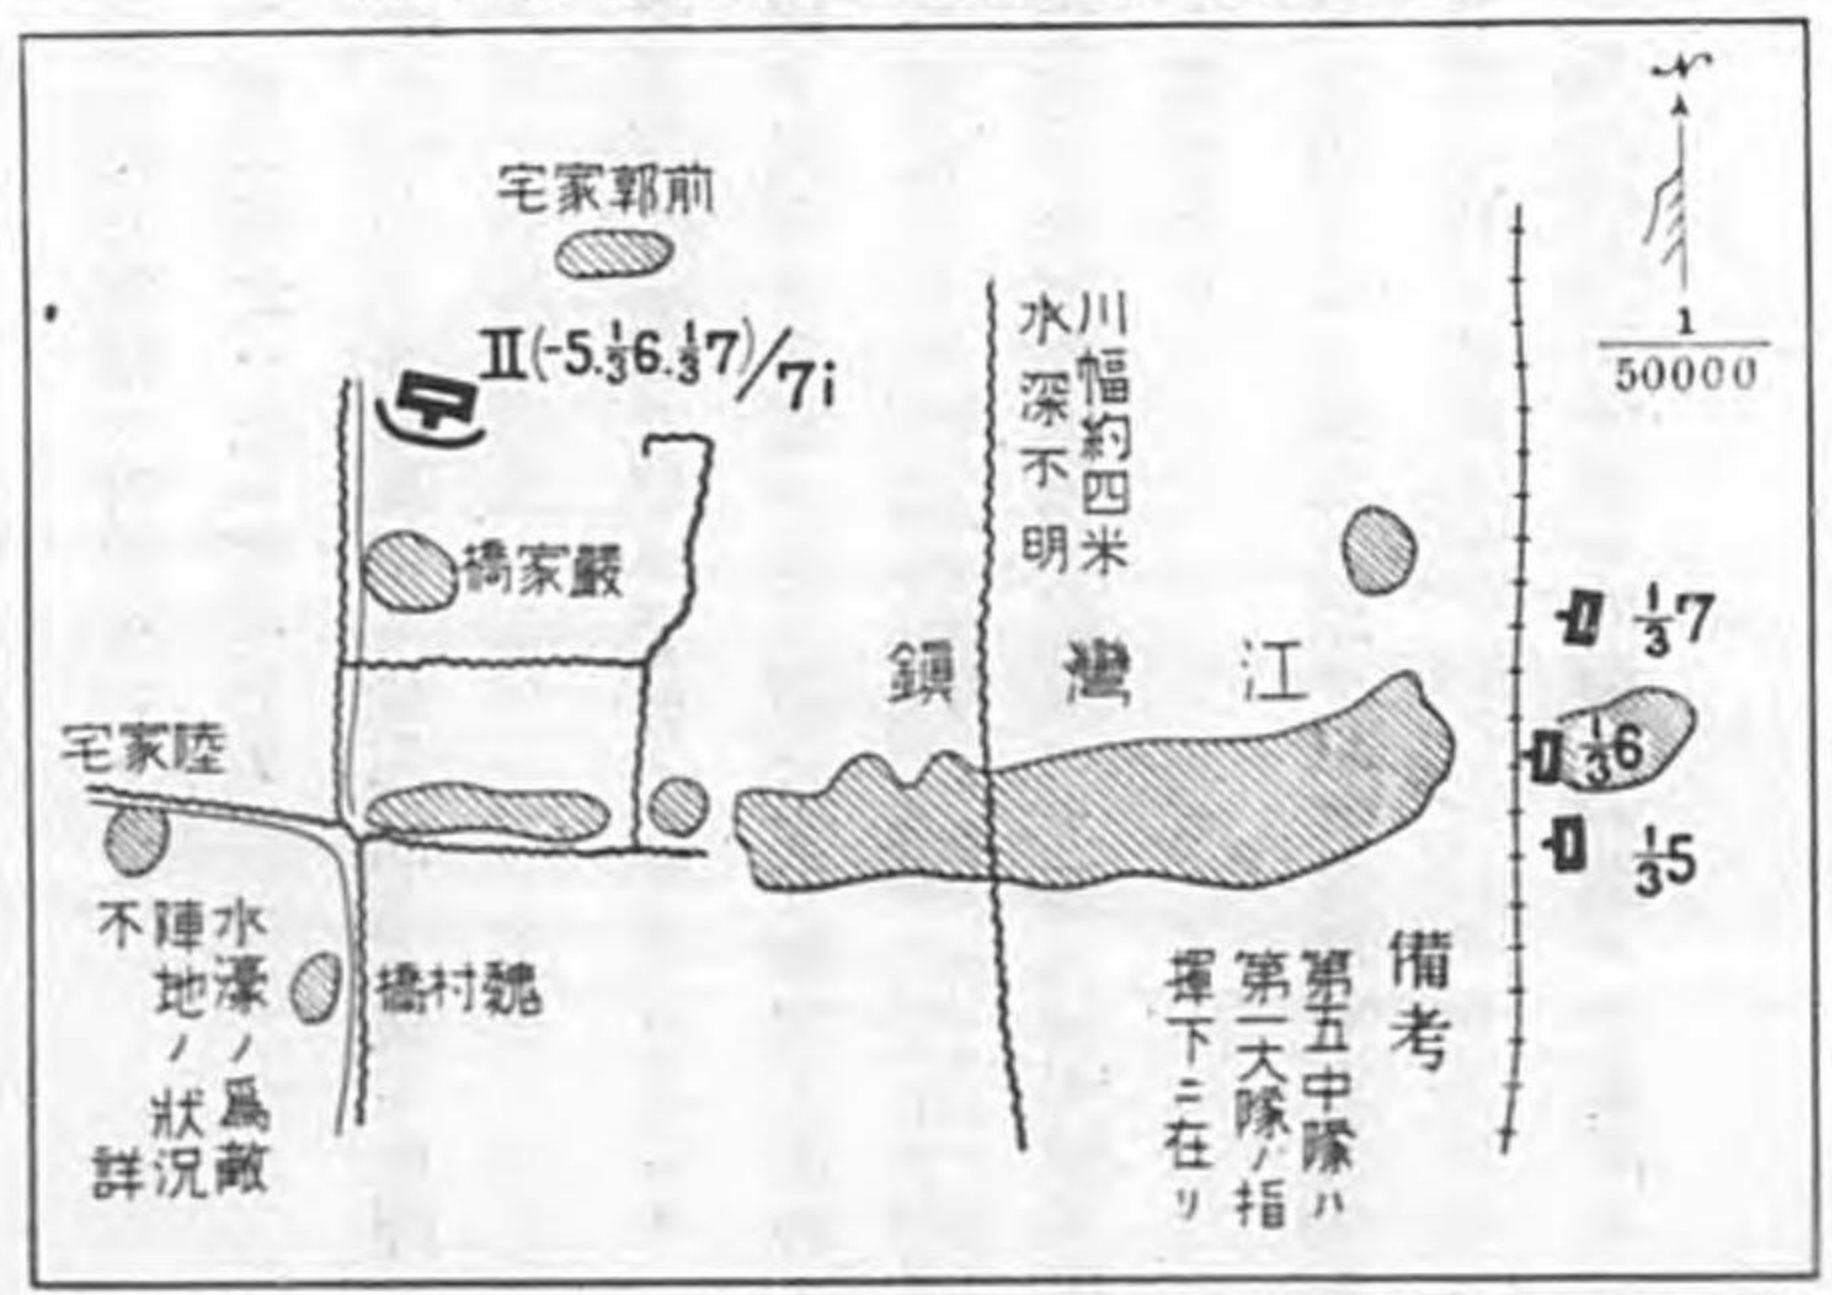 前郭家宅
II(-5.⅓6.⅓7)/7i
N
1/50000
川幅約四米
水深不明
嚴家橋
江灣鎮
⅓7
⅓6
⅓5
陸家宅
魏村橋
水濠ノ爲敵
陣地ノ狀況
不詳
備考
第五中隊ハ
第一大隊ノ指
揮下ニ在リ